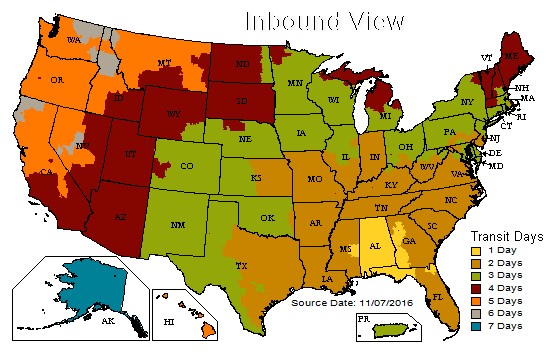 Inbound View
WA
OR
CA
NV
ID
MT
WY
UT
AZ
CO
NM
ND
SD
NE
KS
OK
TX
MN
IA
MO
AR
LA
WI
IL
MS
MI
IN
OH
KY
TN
AL
GA
FL
SC
NC
VA
WV
PA
NY
VT
ME
NH
MA
RI
CT
NJ
DE
MD
AK
HI
PR
Transit Days
1 Day
2 Days
3 Days
4 Days
5 Days
6 Days
7 Days
Source Date: 11/07/2016